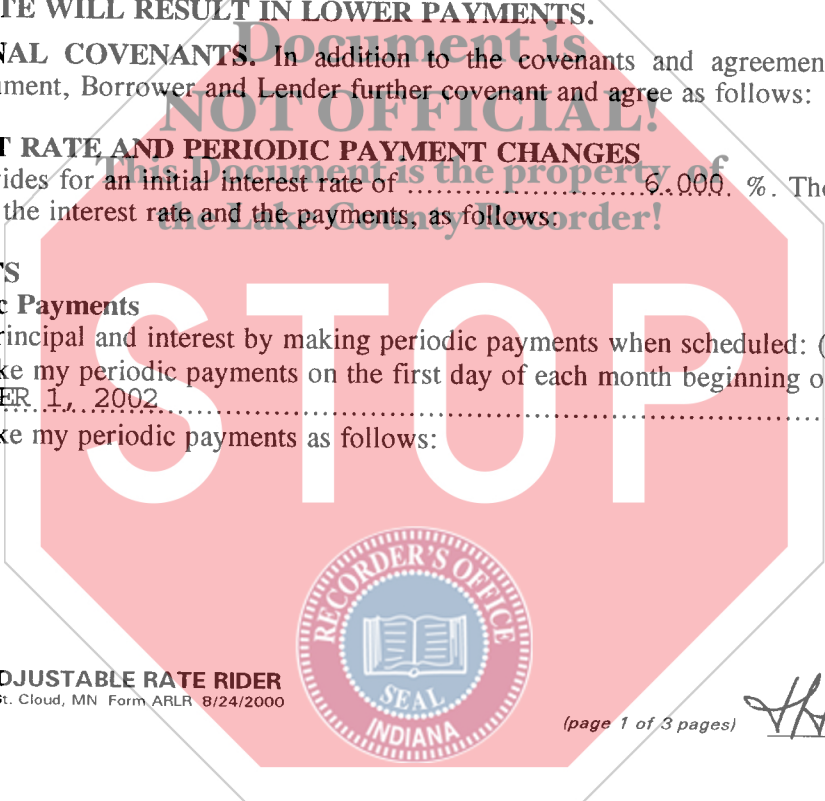 TE WILL RESULT IN LOWER PAYMENTS.
Document is
NAL COVENANTS. In addition to the covenants and agreemen
ument, Borrower and Lender further covenant and agree as follows:
NOT OFFICIAL!
T RATE AND PERIODIC PAYMENT CHANGES
This Document is the property of
vides for an initial interest rate of ................................ 6.000. %. The
the interest rate and the payments, as follows:
the Lake County Recorder!
TS
c Payments
rincipal and interest by making periodic payments when scheduled: (
ke my periodic payments on the first day of each month beginning o
ER 1, 2002
ke my periodic payments as follows:
STOP
RECORDER'S OFFICE
SEAL
INDIANA
DJUSTABLE RATE RIDER
St. Cloud, MN Form ARLR 8/24/2000
(page 1 of 3 pages)